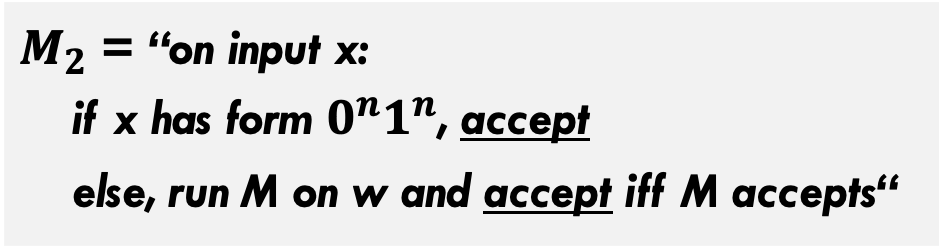 M₂ = “on input x:
if x has form 0ⁿ1ⁿ, accept
else, run M on w and accept iff M accepts“